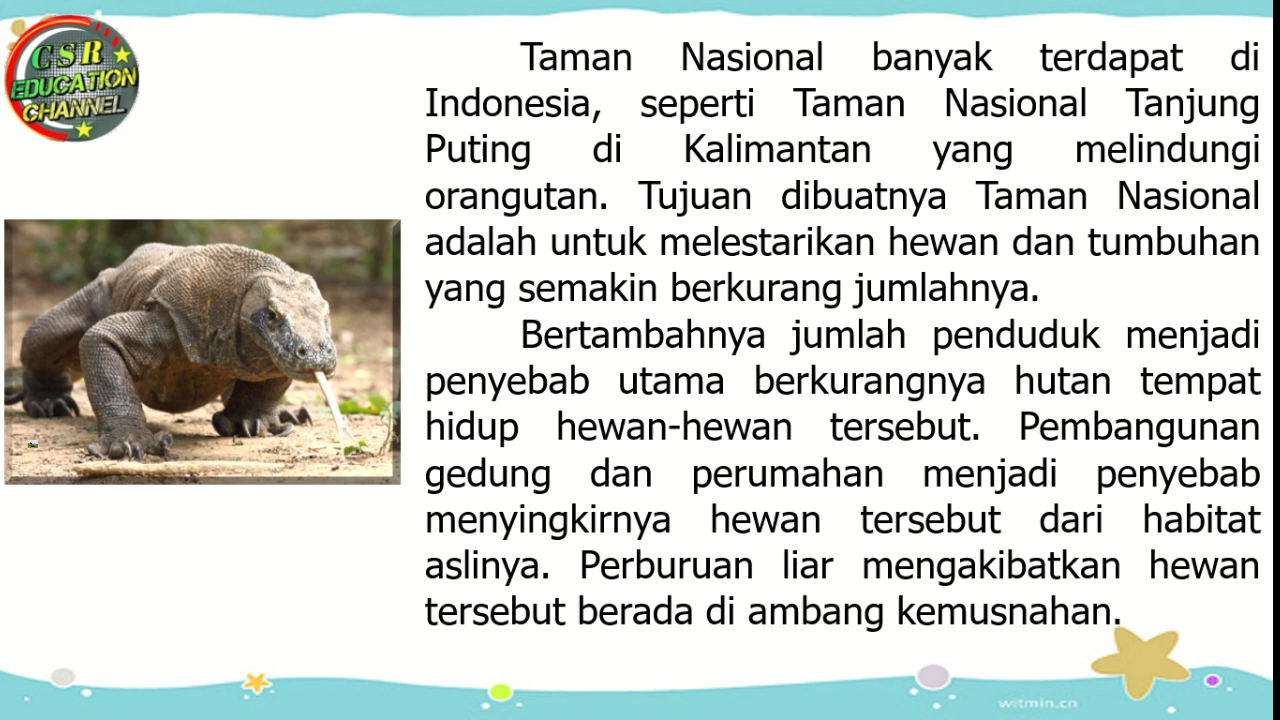 CSR
EDUCATION
CHANNEL
Taman Nasional banyak terdapat di
Indonesia, seperti Taman Nasional Tanjung
Puting di Kalimantan yang melindungi
orangutan. Tujuan dibuatnya Taman Nasional
adalah untuk melestarikan hewan dan tumbuhan
yang semakin berkurang jumlahnya.
Bertambahnya jumlah penduduk menjadi
penyebab utama berkurangnya hutan tempat
hidup hewan-hewan tersebut. Pembangunan
gedung dan perumahan menjadi penyebab
menyingkirnya hewan tersebut dari habitat
aslinya. Perburuan liar mengakibatkan hewan
tersebut berada di ambang kemusnahan.
witmin.cn